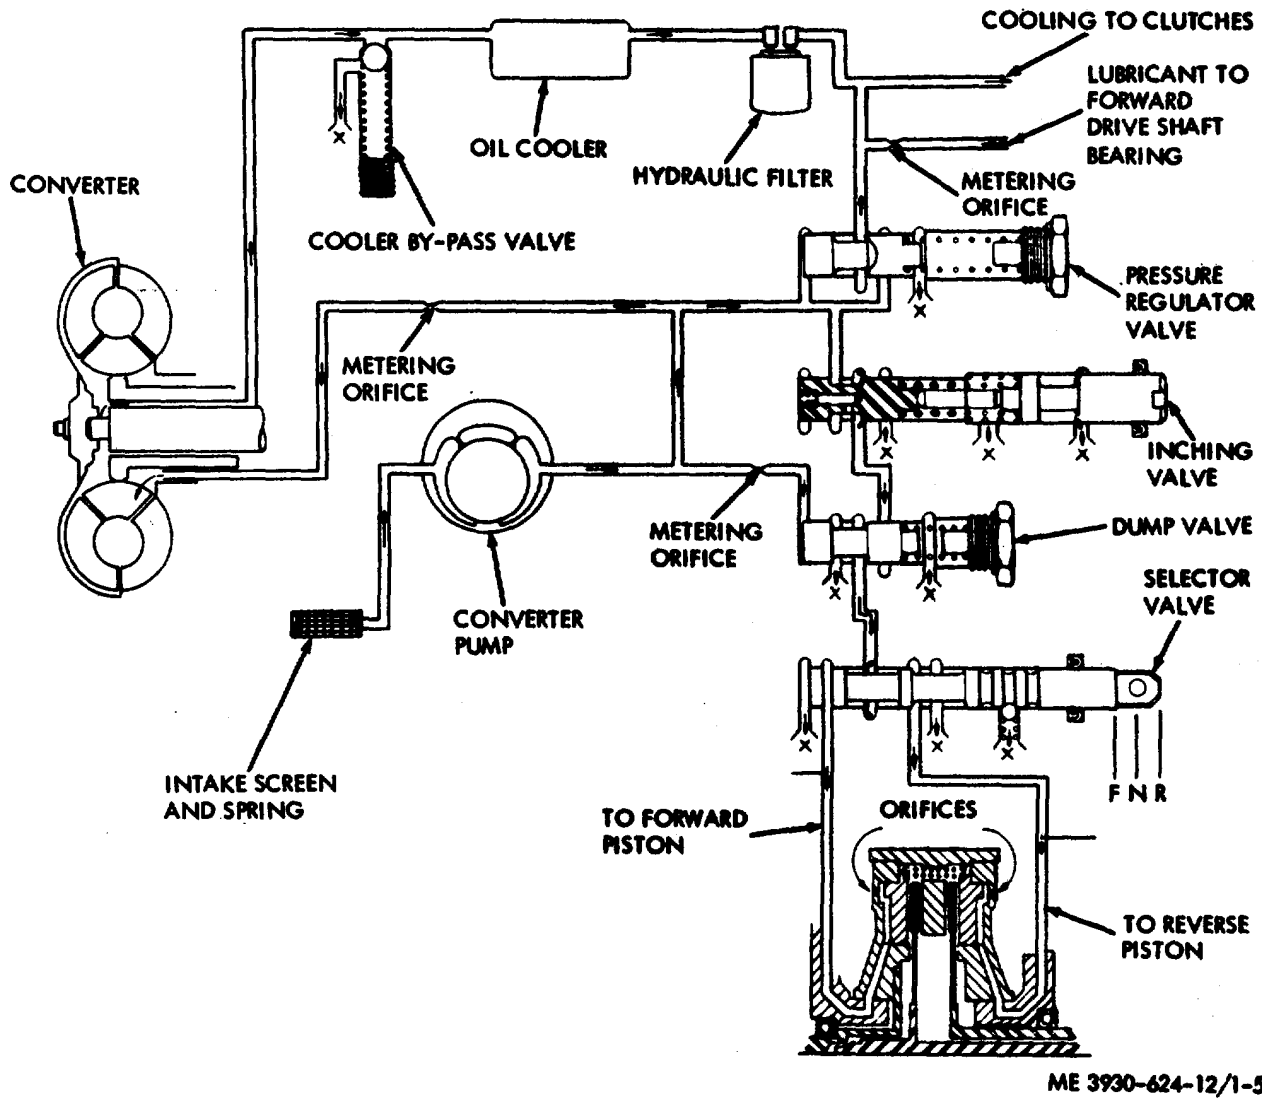 COOLING TO CLUTCHES
LUBRICANT TO
FORWARD
DRIVE SHAFT
BEARING
OIL COOLER
HYDRAULIC FILTER
METERING
ORIFICE
CONVERTER
COOLER BY-PASS VALVE
PRESSURE
REGULATOR
VALVE
METERING
ORIFICE
INCHING
VALVE
METERING
ORIFICE
DUMP VALVE
SELECTOR
VALVE
CONVERTER
PUMP
INTAKE SCREEN
AND SPRING
F N R
TO FORWARD
PISTON
ORIFICES
TO REVERSE
PISTON
X
X
X
X
X
X
X
X
X
X
ME 3930-624-12/1-5